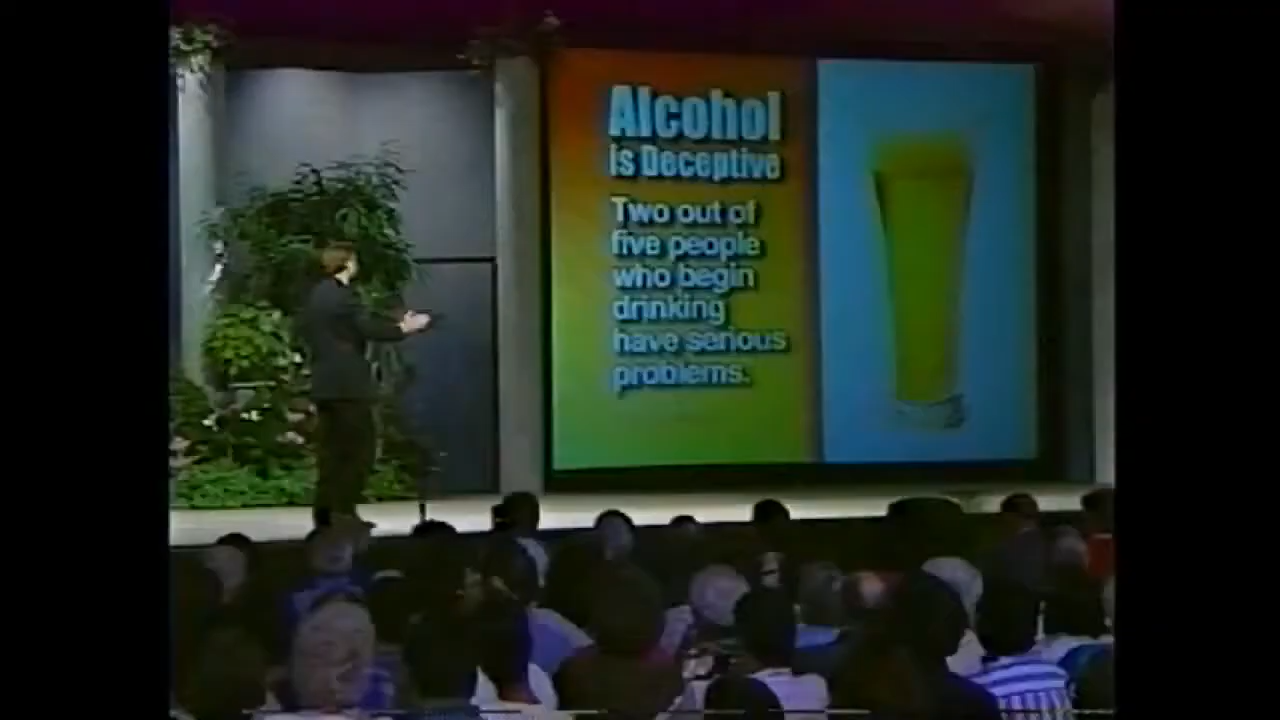 Alcohol
is Deceptive
Two out of
five people
who begin
drinking
have serious
problems.